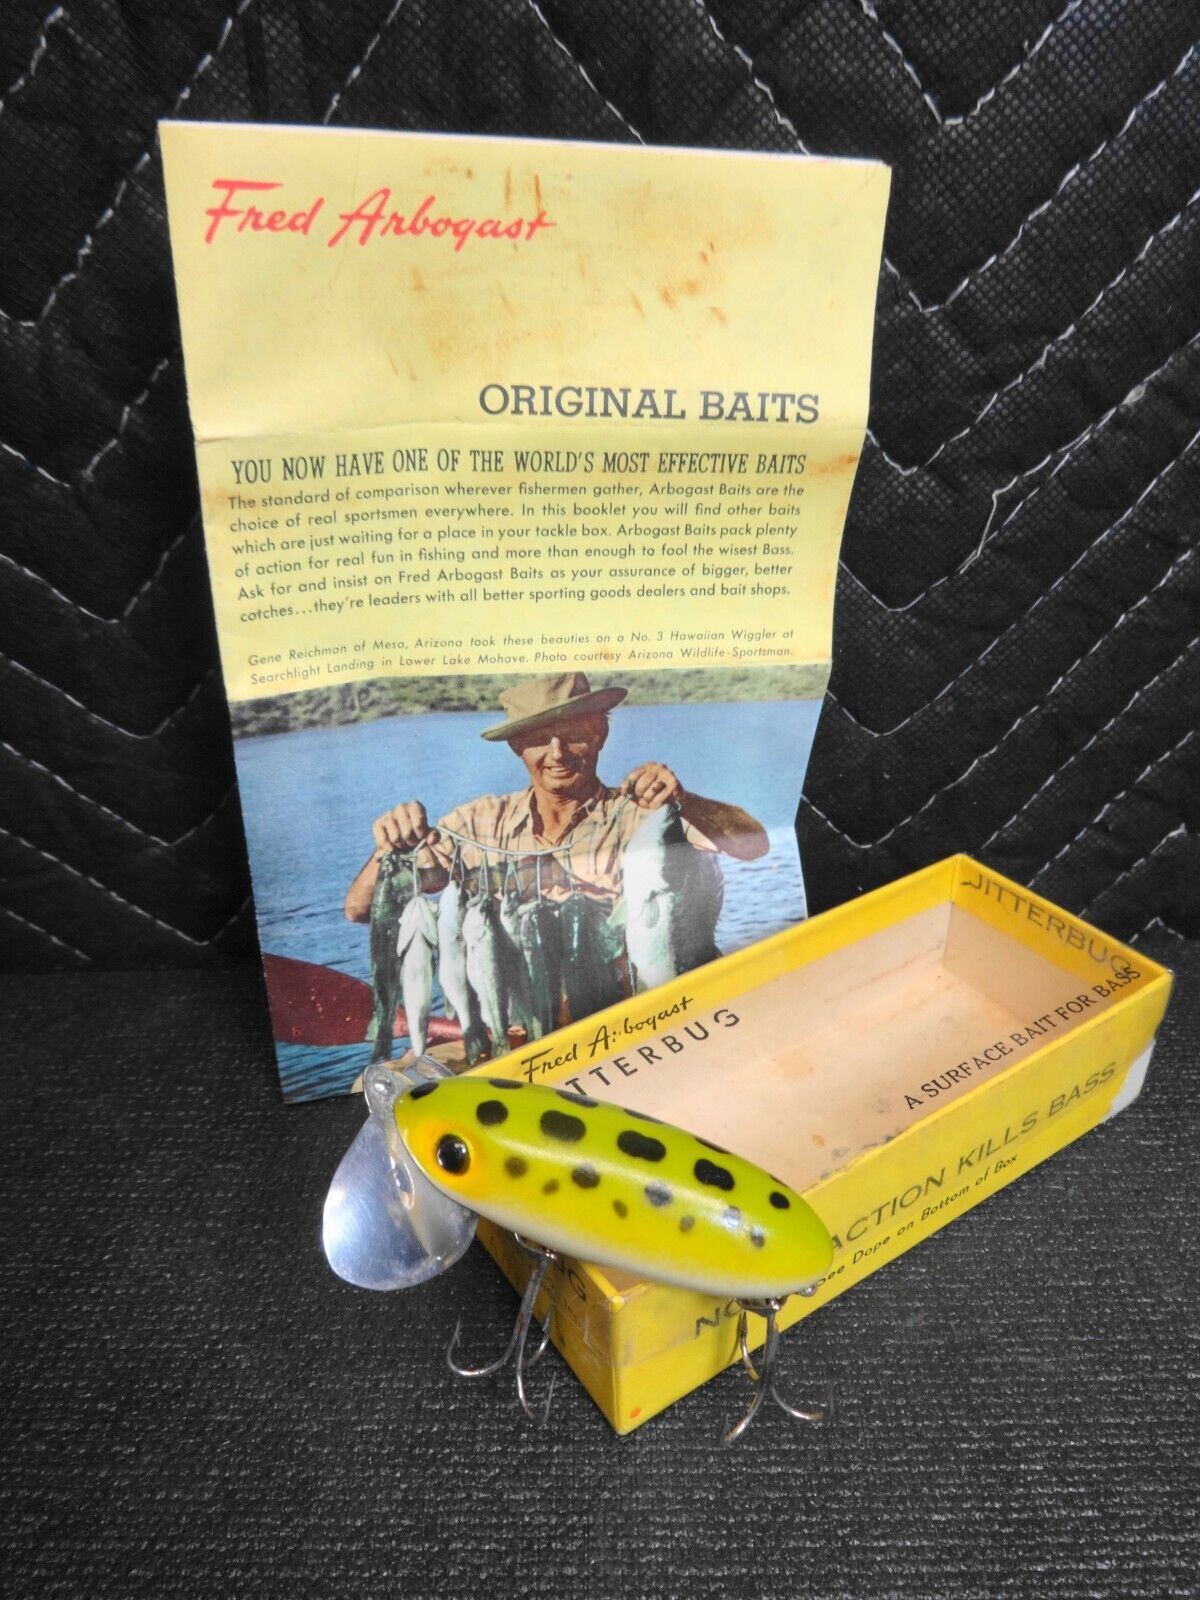 Fred Arbogast
ORIGINAL BAITS
YOU NOW HAVE ONE OF THE WORLD'S MOST EFFECTIVE BAITS
The standard of comparison wherever fishermen gather, Arbogast Baits are the
choice of real sportsmen everywhere. In this booklet you will find other baits
which are just waiting for a place in your tackle box. Arbogast Baits pack plenty
of action for real fun in fishing and more than enough to fool the wisest Bass.
Ask for and insist on Fred Arbogast Baits as your assurance of bigger, better
catches...they're leaders with all better sporting goods dealers and bait shops.
Gene Reichman of Mesa, Arizona took these beauties on a No. 3 Hawaiian Wiggler at
Searchlight Landing in Lower Lake Mohave. Photo courtesy Arizona Wildlife-Sportsman.
JITTERBUG
Fred Arbogast
TTERBUG
A SURFACE BAIT FOR BASS
ACTION KILLS BASS
See Dope on Bottom of Box